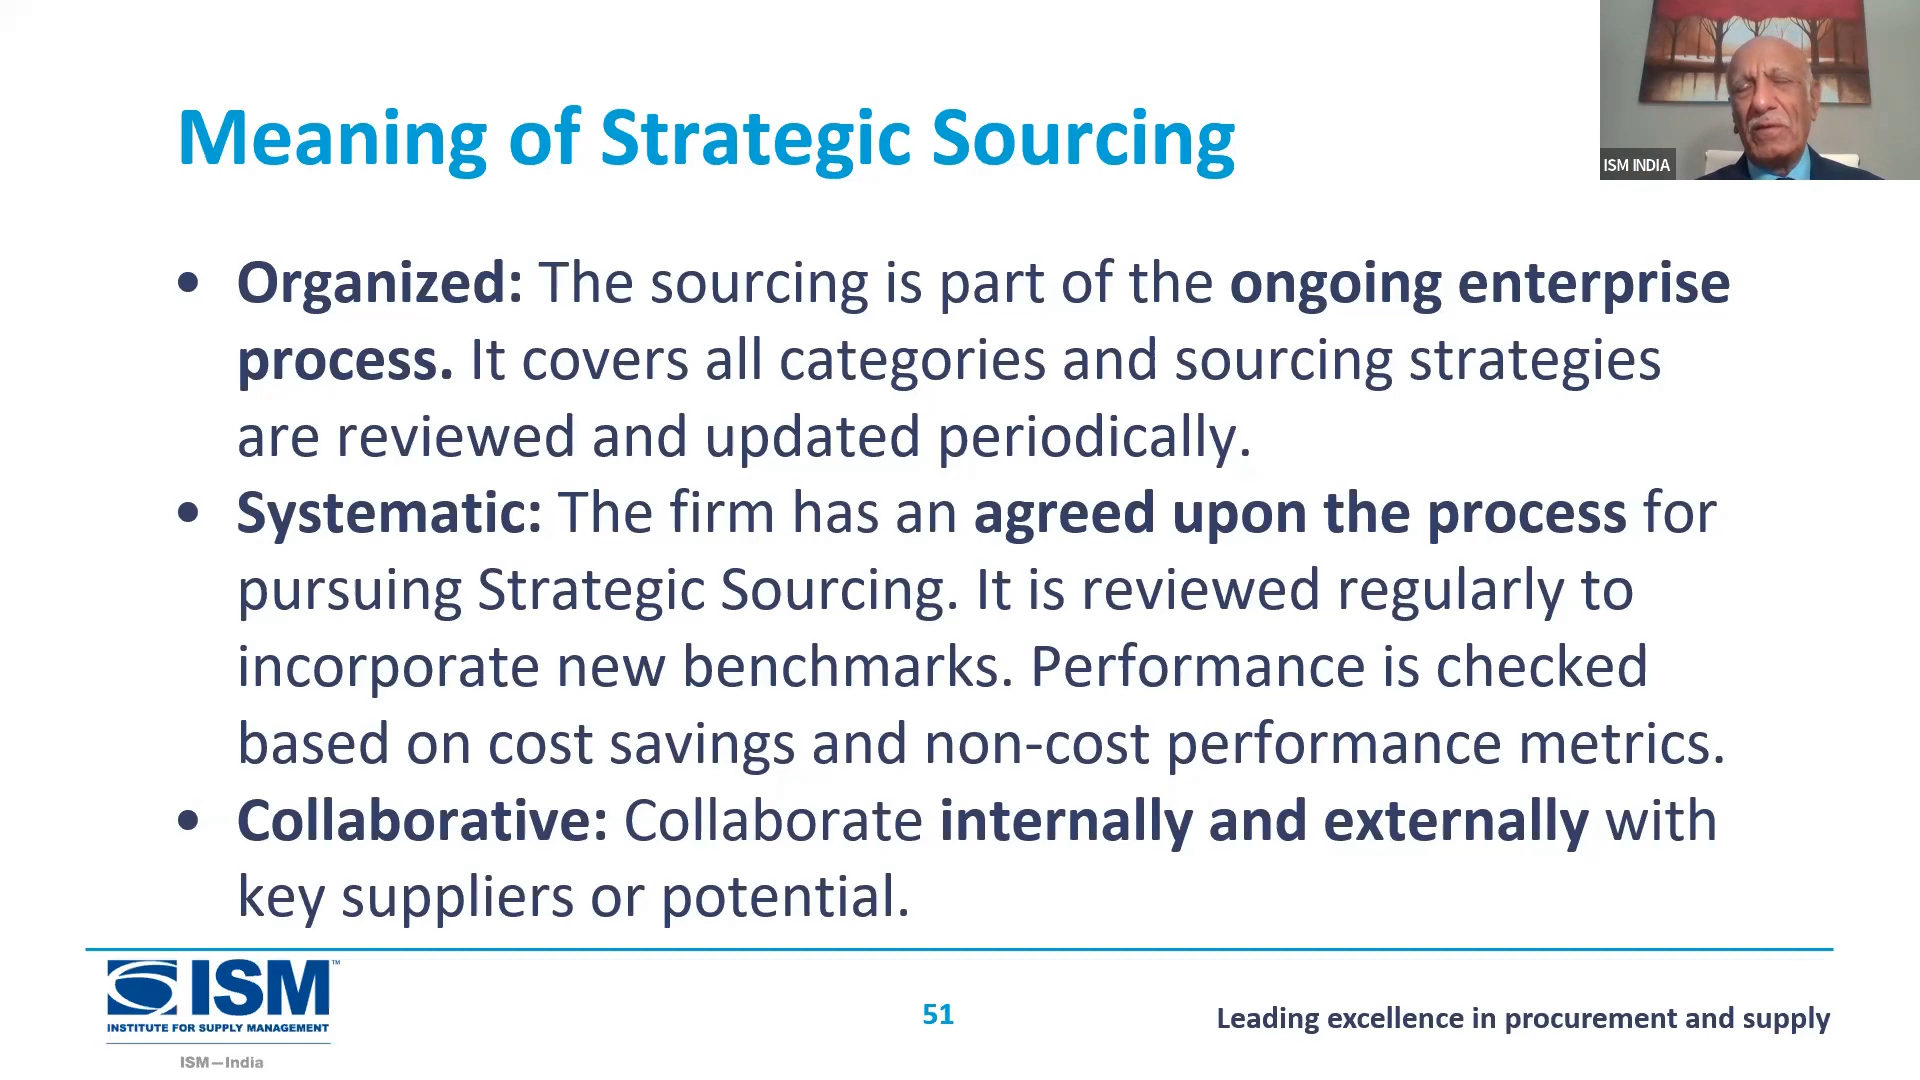 Meaning of Strategic Sourcing
ISM INDIA
• Organized: The sourcing is part of the ongoing enterprise
process. It covers all categories and sourcing strategies
are reviewed and updated periodically.
• Systematic: The firm has an agreed upon the process for
pursuing Strategic Sourcing. It is reviewed regularly to
incorporate new benchmarks. Performance is checked
based on cost savings and non-cost performance metrics.
• Collaborative: Collaborate internally and externally with
key suppliers or potential.
ISM™
INSTITUTE FOR SUPPLY MANAGEMENT
ISM—India
51
Leading excellence in procurement and supply